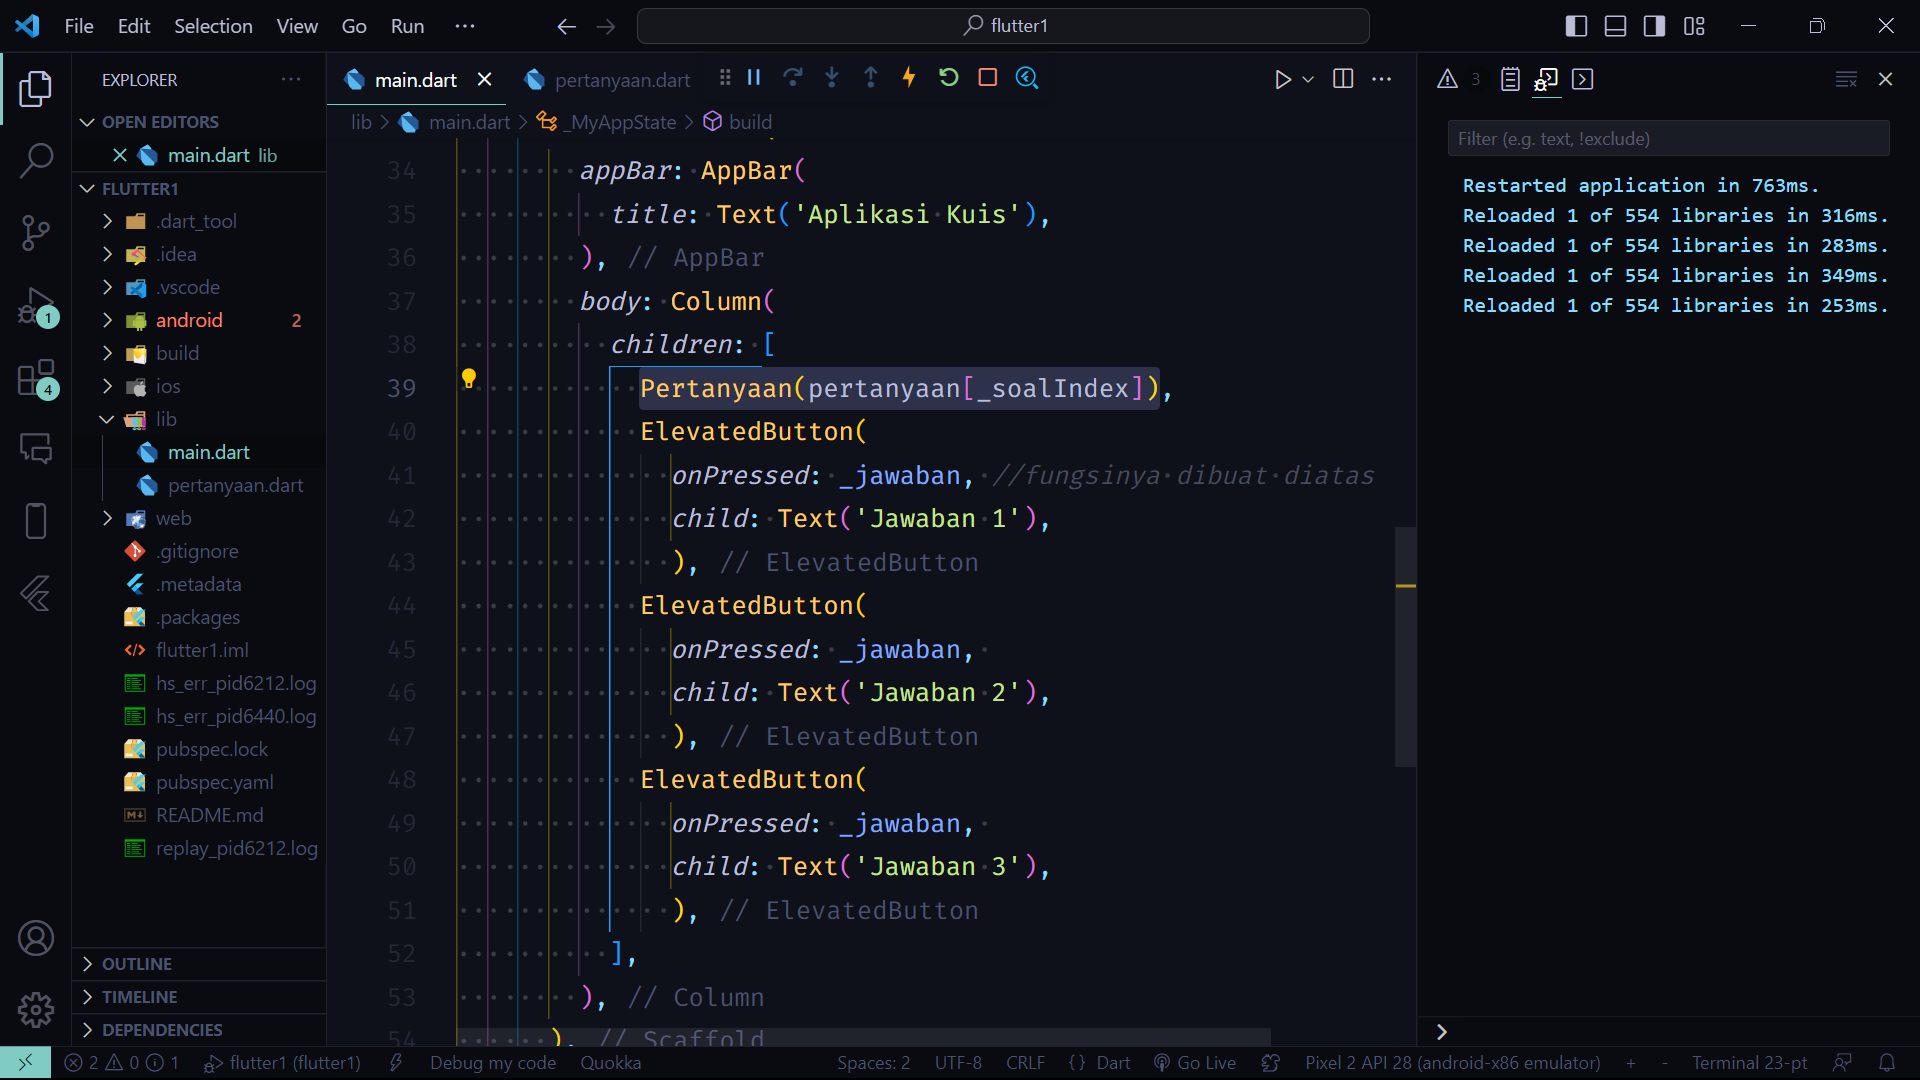 File Edit Selection View Go Run ··· flutter1
EXPLORER ···
OPEN EDITORS
main.dart lib
FLUTTER1
.dart_tool
.idea
.vscode
android 2
build
ios
lib
main.dart
pertanyaan.dart
web
.gitignore
.metadata
.packages
flutter1.iml
hs_err_pid6212.log
hs_err_pid6440.log
pubspec.lock
pubspec.yaml
README.md
replay_pid6212.log
OUTLINE
TIMELINE
DEPENDENCIES
1
4
main.dart pertanyaan.dart
lib > main.dart > _MyAppState > build
34 appBar: AppBar(
35 title: Text('Aplikasi Kuis'),
36 ), // AppBar
37 body: Column(
38 children: [
39 Pertanyaan(pertanyaan[_soalIndex]),
40 ElevatedButton(
41 onPressed: _jawaban, //fungsinya dibuat diatas
42 child: Text('Jawaban 1'),
43 ), // ElevatedButton
44 ElevatedButton(
45 onPressed: _jawaban,
46 child: Text('Jawaban 2'),
47 ), // ElevatedButton
48 ElevatedButton(
49 onPressed: _jawaban,
50 child: Text('Jawaban 3'),
51 ), // ElevatedButton
52 ],
53 ), // Column
54 ), // Scaffold
3
Filter (e.g. text, !exclude)
Restarted application in 763ms.
Reloaded 1 of 554 libraries in 316ms.
Reloaded 1 of 554 libraries in 283ms.
Reloaded 1 of 554 libraries in 349ms.
Reloaded 1 of 554 libraries in 253ms.
2 0 1 flutter1 (flutter1) Debug my code Quokka Spaces: 2 UTF-8 CRLF {} Dart Go Live Pixel 2 API 28 (android-x86 emulator) + - Terminal 23-pt